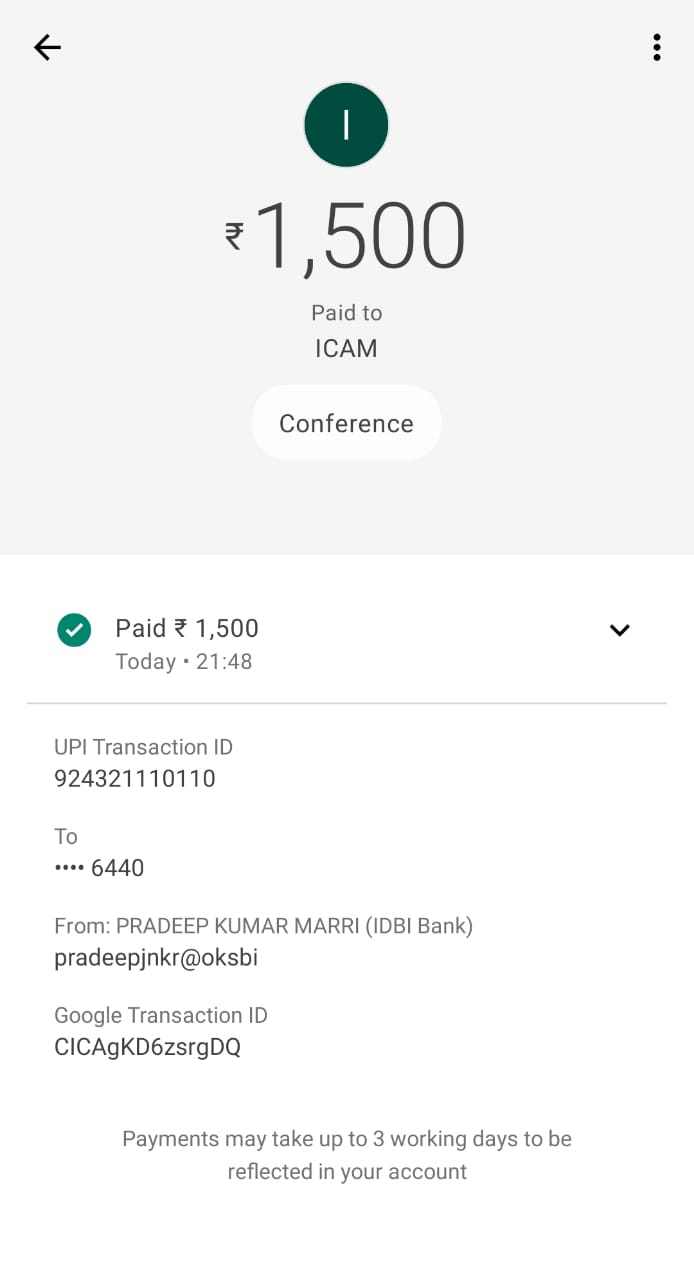 I
₹1,500
Paid to
ICAM
Conference
Paid ₹ 1,500
Today • 21:48
UPI Transaction ID
924321110110
To
•••• 6440
From: PRADEEP KUMAR MARRI (IDBI Bank)
pradeepjnkr@oksbi
Google Transaction ID
CICAgKD6zsrgDQ
Payments may take up to 3 working days to be
reflected in your account